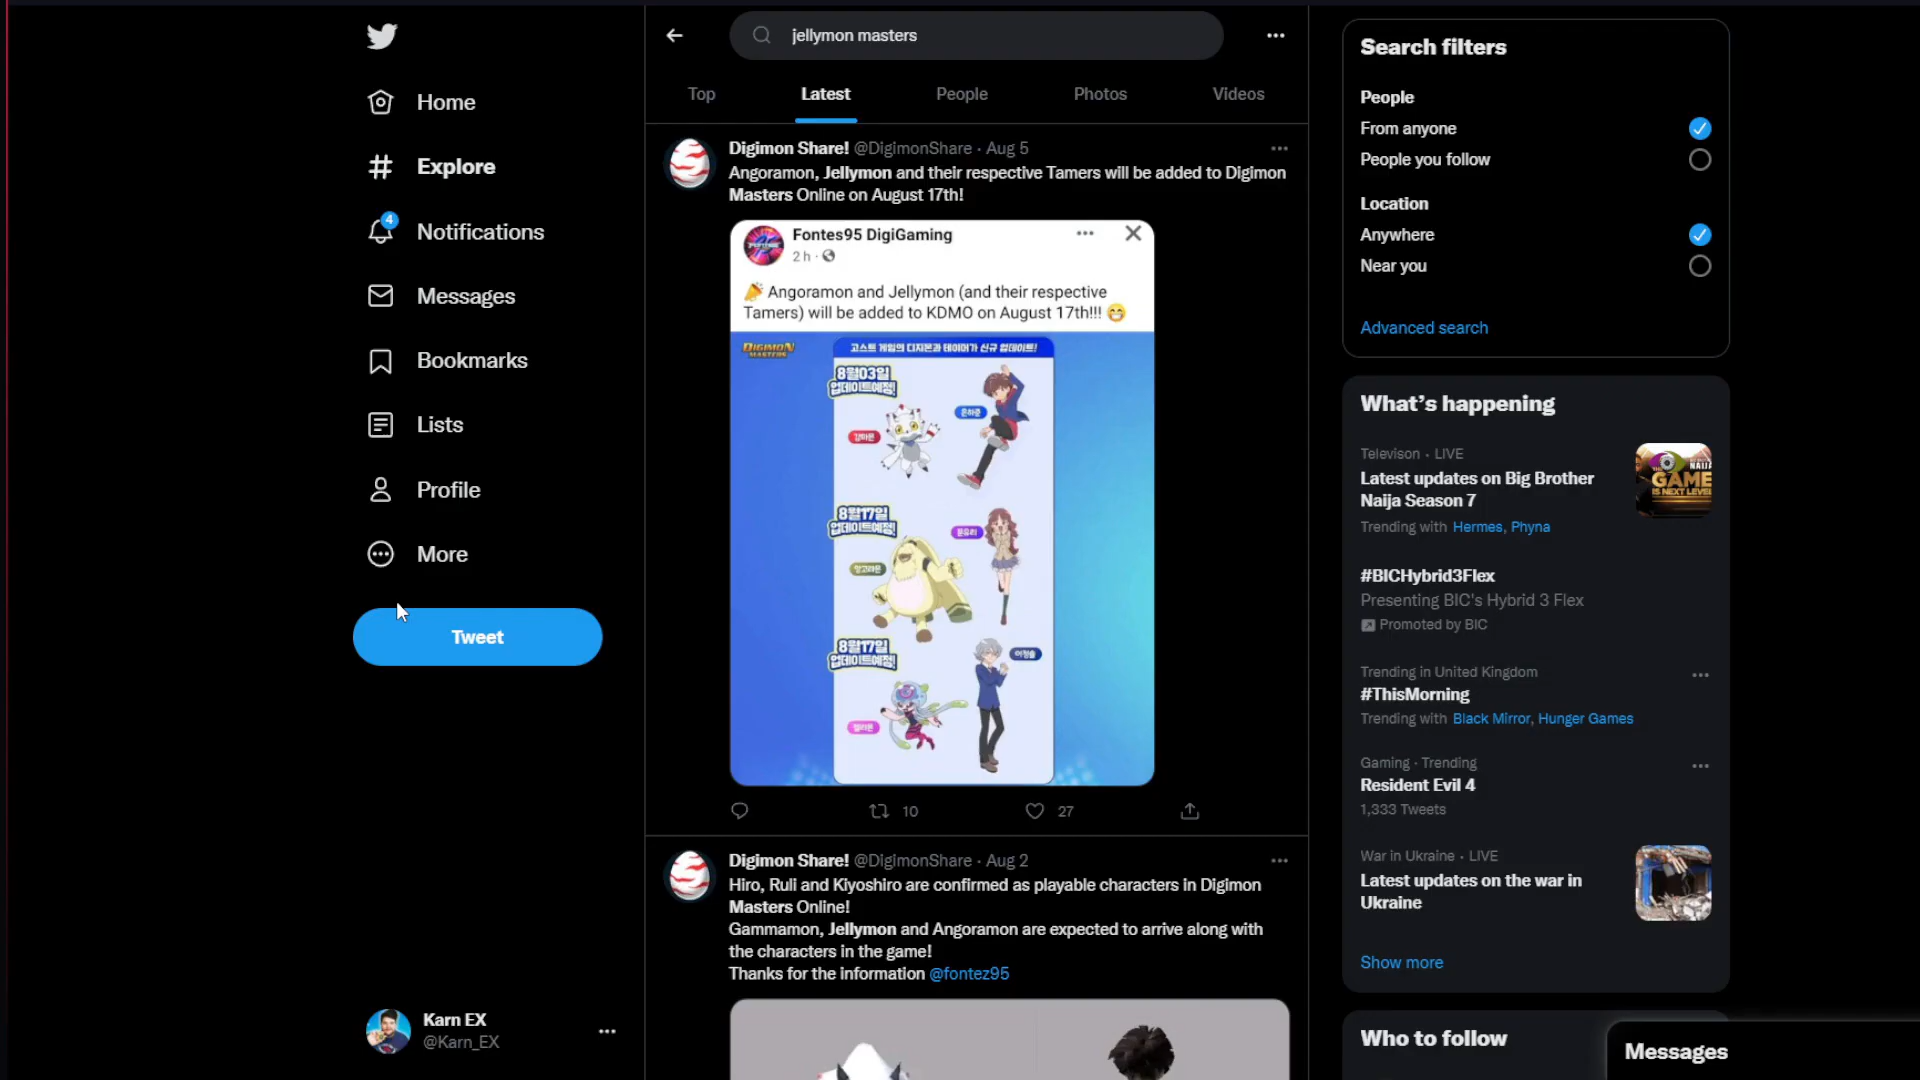 jellymon masters
Top
Latest
People
Photos
Videos
Home
Explore
4
Notifications
Messages
Bookmarks
Lists
Profile
More
Tweet
Karn EX
@Karn_EX
Digimon Share! @DigimonShare · Aug 5
Angoramon, Jellymon and their respective Tamers will be added to Digimon
Masters Online on August 17th!
Fontes95 DigiGaming
2 h ·
Angoramon and Jellymon (and their respective
Tamers) will be added to KDMO on August 17th!!!
DIGIMON
MASTERS
고스트 게임의 디지몬과 테이머가 신규 업데이트!
8월03일
업데이트예정!
은하준
감마몬
8월17일
업데이트예정!
문유리
앙고라몬
8월17일
업데이트예정!
이청솔
젤리몬
10
27
Digimon Share! @DigimonShare · Aug 2
Hiro, Ruli and Kiyoshiro are confirmed as playable characters in Digimon
Masters Online!
Gammamon, Jellymon and Angoramon are expected to arrive along with
the characters in the game!
Thanks for the information @fontez95
Search filters
People
From anyone
People you follow
Location
Anywhere
Near you
Advanced search
What's happening
Televison · LIVE
Latest updates on Big Brother
Naija Season 7
Trending with Hermes, Phyna
GAME
IS NEXT LEVEL
#BICHybrid3Flex
Presenting BIC's Hybrid 3 Flex
Promoted by BIC
Trending in United Kingdom
#ThisMorning
Trending with Black Mirror, Hunger Games
Gaming · Trending
Resident Evil 4
1,333 Tweets
War in Ukraine · LIVE
Latest updates on the war in
Ukraine
Show more
Who to follow
Messages